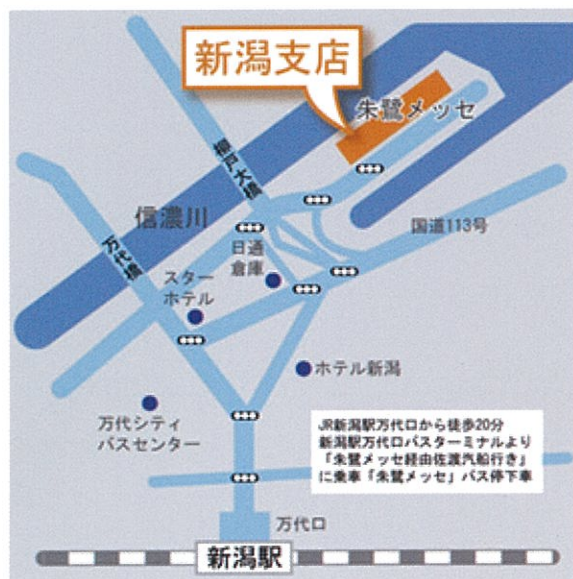 新潟支店
朱鷺メッセ
柳戸大橋
信濃川
国道113号
万代橋
日通
倉庫
スター
ホテル
ホテル新潟
万代シティ
バスセンター
JR新潟駅万代口から徒歩20分
新潟駅万代口バスターミナルより
「朱鷺メッセ経由佐渡汽船行き」
に乗車「朱鷺メッセ」バス停下車
万代口
新潟駅